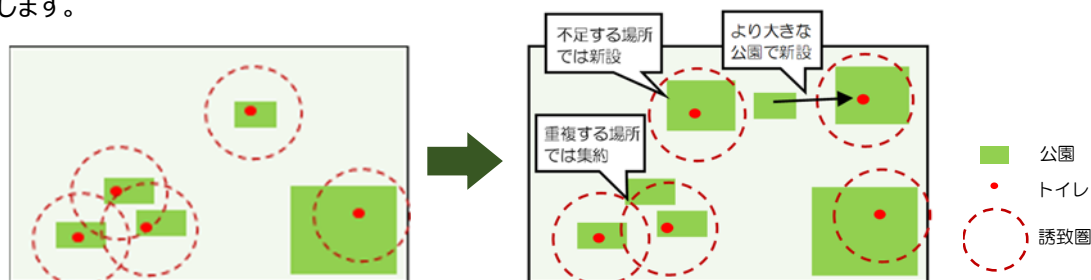 します。
不足する場所
では新設
より大きな
公園で新設
重複する場所
では集約
公園
トイレ
誘致圏